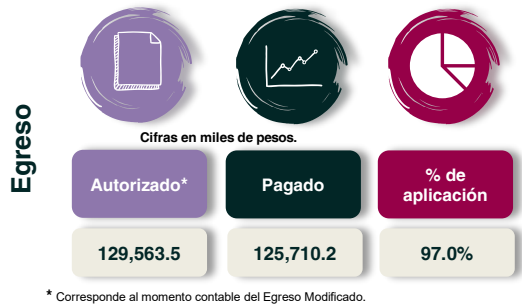 Egreso
Cifras en miles de pesos.
Autorizado*
Pagado
% de
aplicación
129,563.5
125,710.2
97.0%
* Corresponde al momento contable del Egreso Modificado.